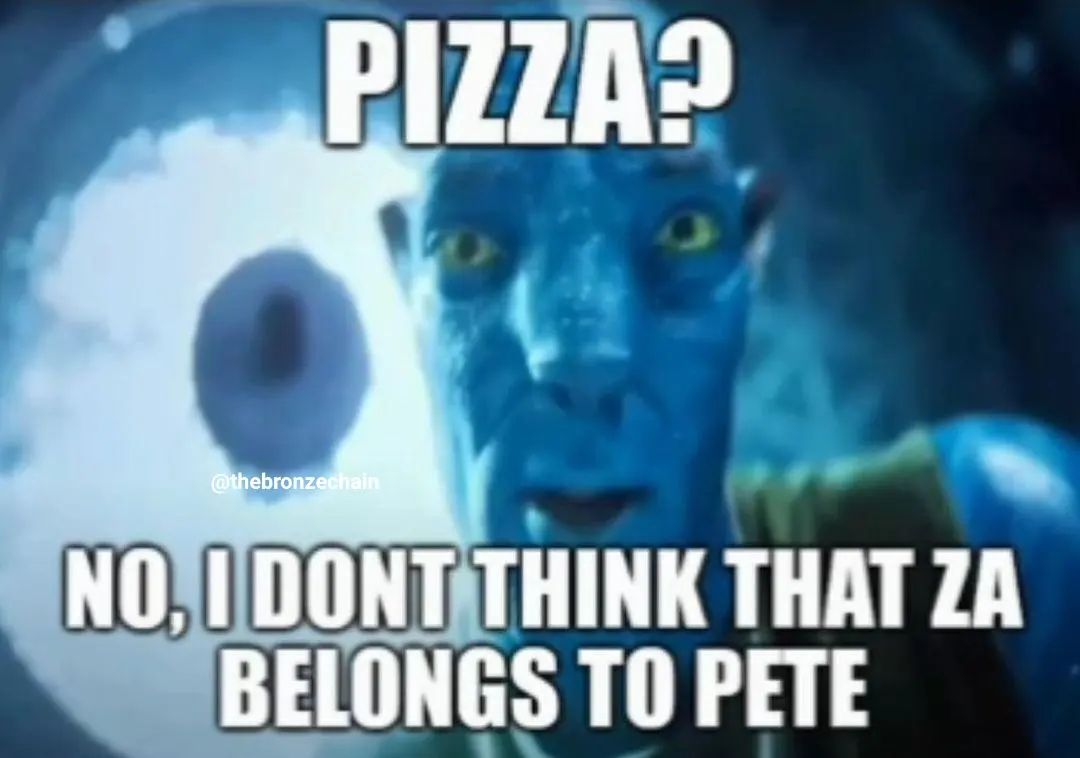 PIZZA?
@thebronzechain
NO, I DONT THINK THAT ZA
BELONGS TO PETE